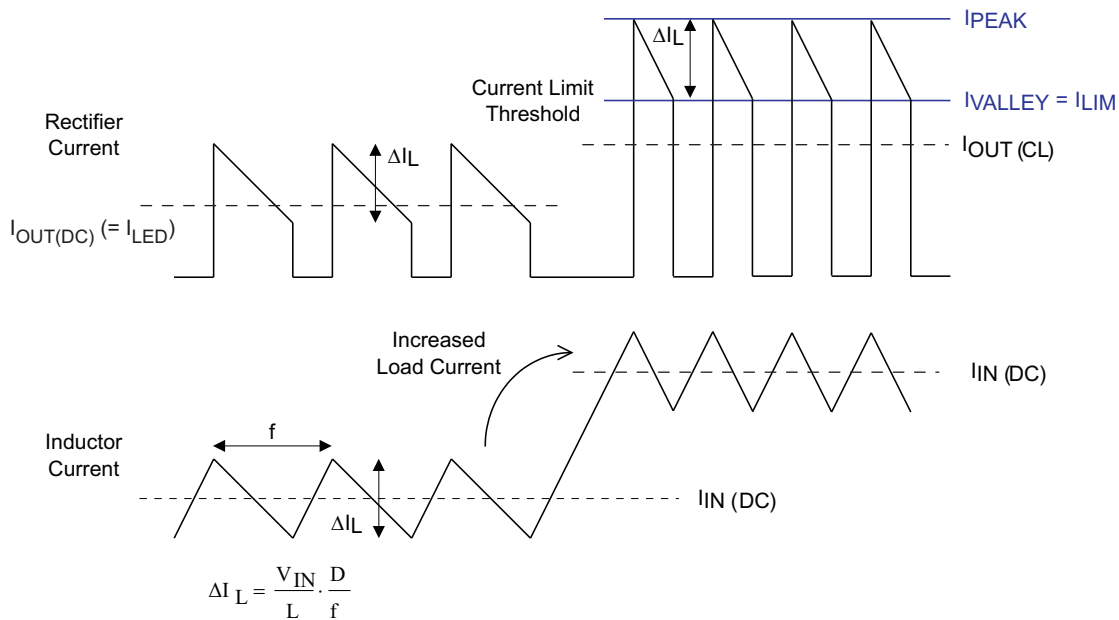 IPEAK
ΔIL
Current Limit
Threshold
IVALLEY = ILIM
Rectifier
Current
ΔIL
IOUT (CL)
IOUT(DC) (= ILED)
Increased
Load Current
IIN (DC)
f
Inductor
Current
IIN (DC)
ΔIL
ΔI L = VIN/L · D/f